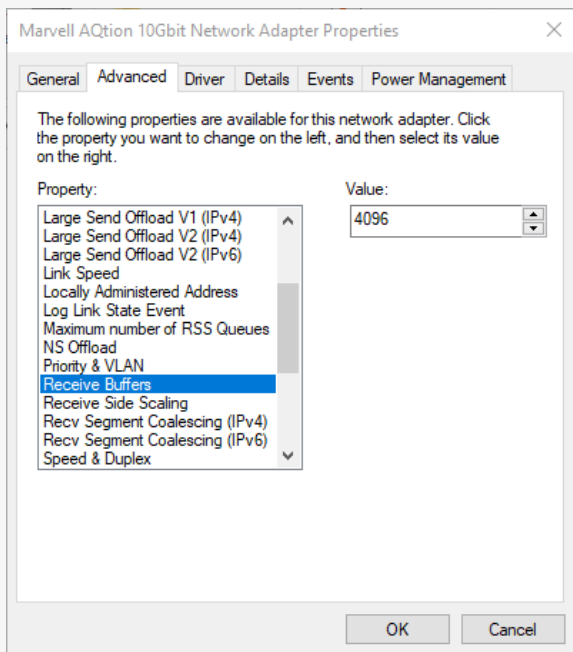 Marvell AQtion 10Gbit Network Adapter Properties
General Advanced Driver Details Events Power Management
The following properties are available for this network adapter. Click
the property you want to change on the left, and then select its value
on the right.
Property:
Value:
Large Send Offload V1 (IPv4)
Large Send Offload V2 (IPv4)
Large Send Offload V2 (IPv6)
Link Speed
Locally Administered Address
Log Link State Event
Maximum number of RSS Queues
NS Offload
Priority & VLAN
Receive Buffers
Receive Side Scaling
Recv Segment Coalescing (IPv4)
Recv Segment Coalescing (IPv6)
Speed & Duplex
4096
OK
Cancel